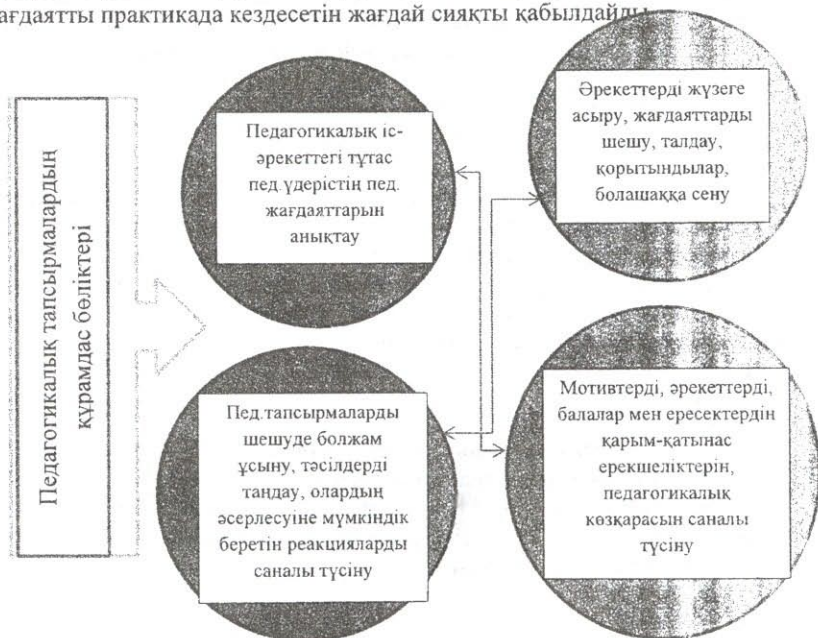 ағдаятты практикада кездесетін жағдай сияқты қабылдайды
Педагогикалық тапсырмалардың
құрамдас бөліктері
Педагогикалық іс-
әрекеттегі тұтас
пед.үдерістің пед.
жағдаяттарын
анықтау
Әрекеттерді жүзеге
асыру, жағдаяттарды
шешу, талдау,
қорытындылар,
болашаққа сену
Пед.тапсырмаларды
шешуде болжам
ұсыну, тәсілдерді
таңдау, олардың
әсерлесуіне мүмкіндік
беретін реакцияларды
саналы түсіну
Мотивтерді, әрекеттерді,
балалар мен ересектердің
қарым-қатынас
ерекшеліктерін,
педагогикалық
көзқарасын саналы
түсіну